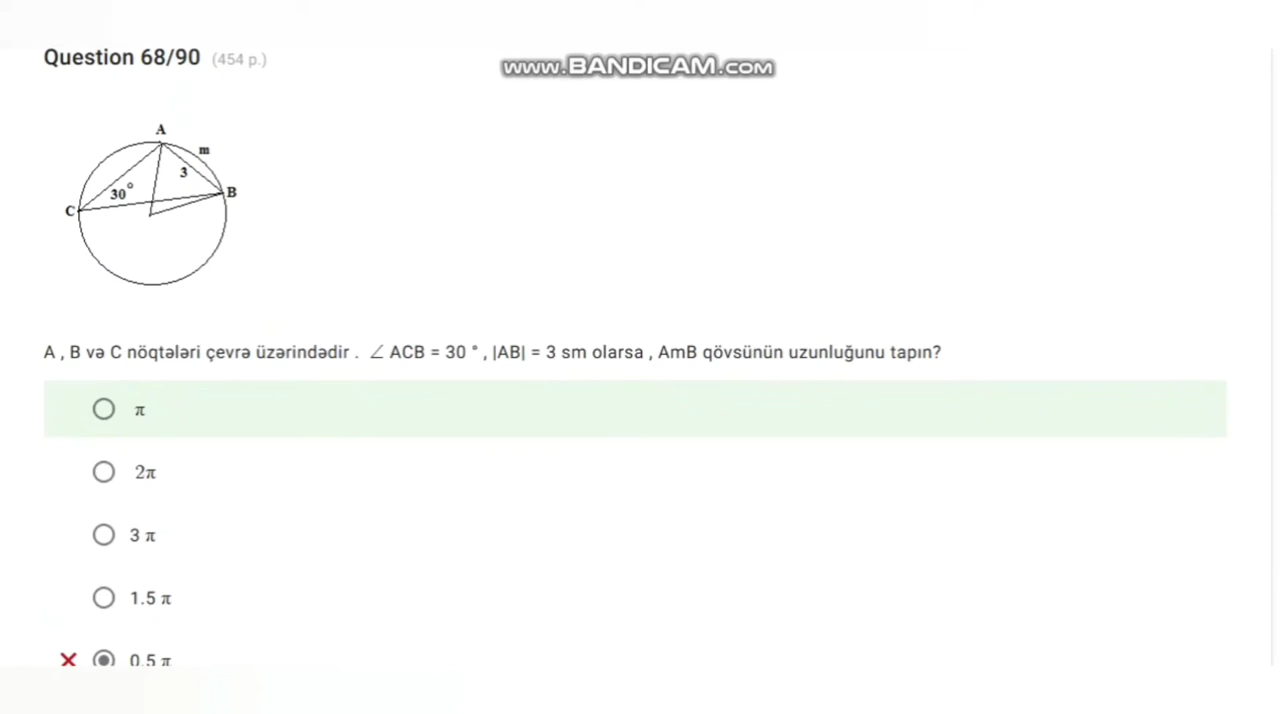 Question 68/90 (454 p.)
www.BANDICAM.com
A
m
3
B
30°
C
A , B və C nöqtələri çevrə üzərindədir . ∠ ACB = 30 ° , |AB| = 3 sm olarsa , AmB qövsünün uzunluğunu tapın?
π
2π
3 π
1.5 π
0.5 π